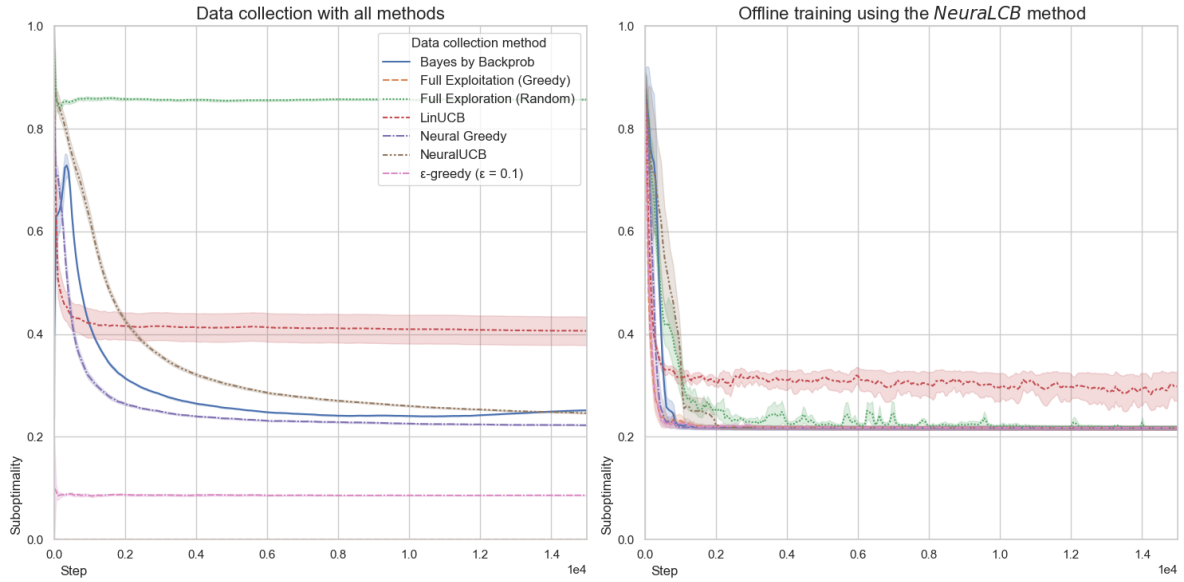 Data collection with all methods
1.0
0.8
0.6
0.4
0.2
0.0
Suboptimality
0.0
0.2
0.4
0.6
0.8
1.0
1.2
1.4
1e4
Step
Data collection method
Bayes by Backprob
Full Exploitation (Greedy)
Full Exploration (Random)
LinUCB
Neural Greedy
NeuralUCB
ε-greedy (ε = 0.1)
Offline training using the NeuraLCB method
1.0
0.8
0.6
0.4
0.2
0.0
Suboptimality
0.0
0.2
0.4
0.6
0.8
1.0
1.2
1.4
1e4
Step